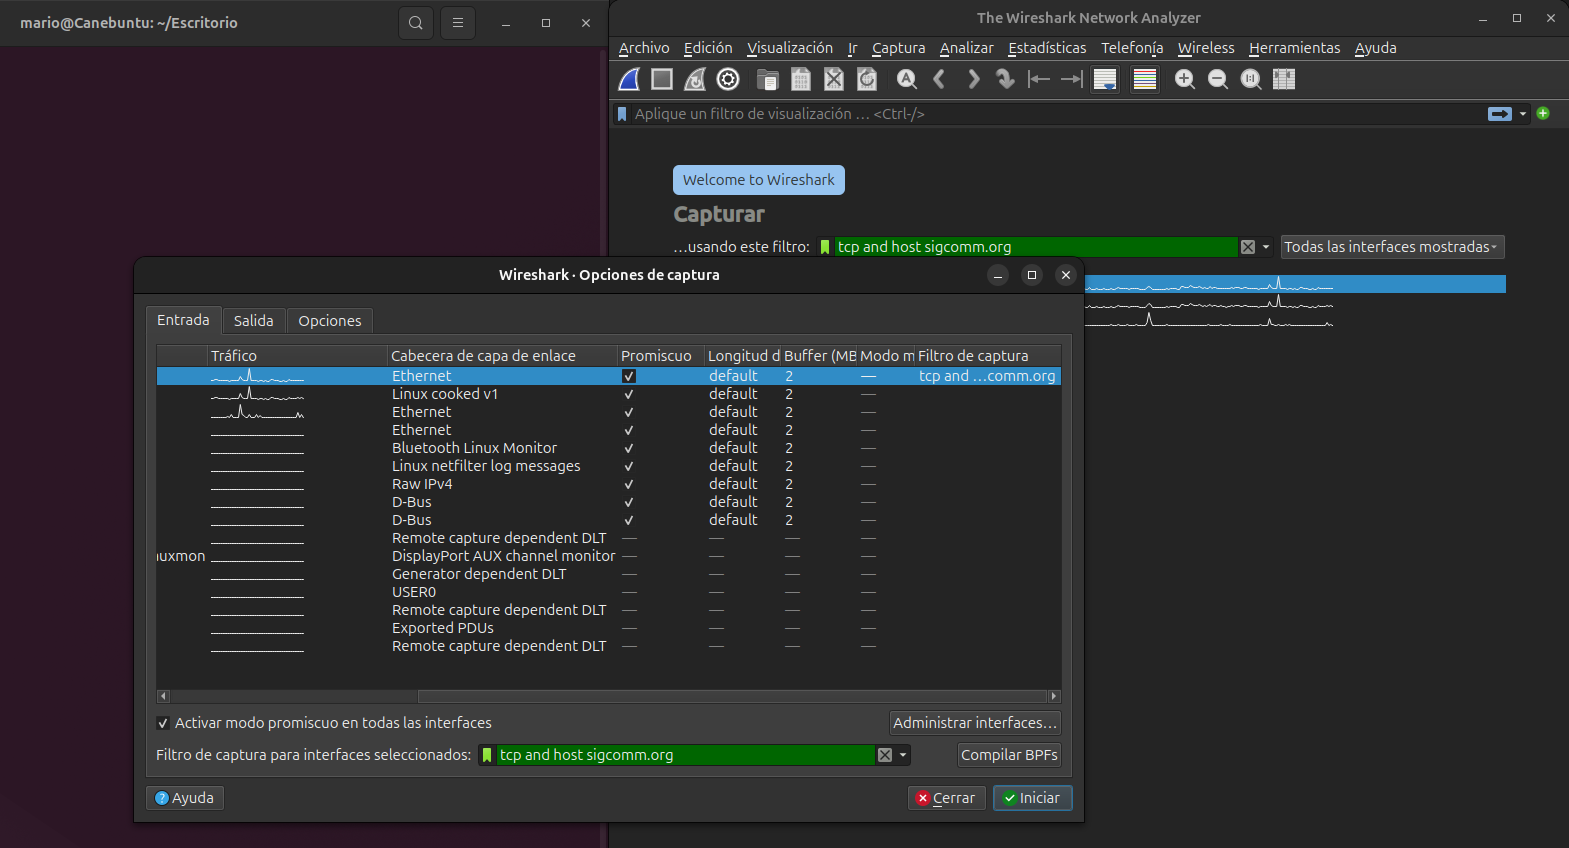 mario@Canebuntu: ~/Escritorio
The Wireshark Network Analyzer
Archivo Edición Visualización Ir Captura Analizar Estadísticas Telefonía Wireless Herramientas Ayuda
Aplique un filtro de visualización … <Ctrl-/>
Welcome to Wireshark
Capturar
…usando este filtro: tcp and host sigcomm.org Todas las interfaces mostradas
Wireshark · Opciones de captura
Entrada Salida Opciones
Tráfico Cabecera de capa de enlace Promiscuo Longitud d Buffer (MB Modo m Filtro de captura
Ethernet default 2 — tcp and …comm.org
Linux cooked v1 default 2 —
Ethernet default 2 —
Ethernet default 2 —
Bluetooth Linux Monitor default 2 —
Linux netfilter log messages default 2 —
Raw IPv4 default 2 —
D-Bus default 2 —
D-Bus default 2 —
Remote capture dependent DLT — — — —
uxmon DisplayPort AUX channel monitor — — — —
Generator dependent DLT — — — —
USER0 — — — —
Remote capture dependent DLT — — — —
Exported PDUs — — — —
Remote capture dependent DLT — — — —
Activar modo promiscuo en todas las interfaces Administrar interfaces…
Filtro de captura para interfaces seleccionados: tcp and host sigcomm.org Compilar BPFs
Ayuda Cerrar Iniciar